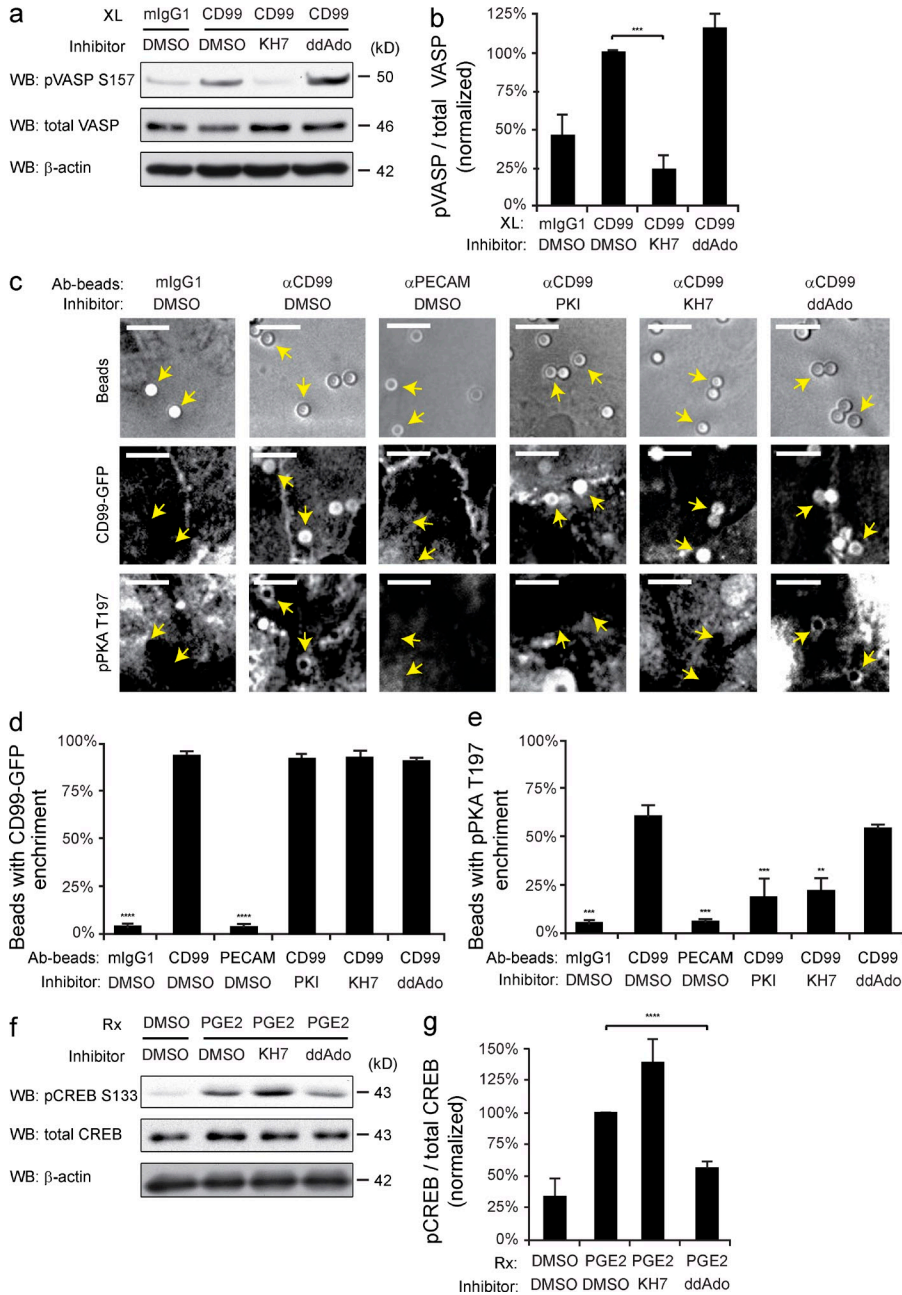 a
XL mIgG1 CD99 CD99 CD99
Inhibitor DMSO DMSO KH7 ddAdo (kD)
WB: pVASP S157 50
WB: total VASP 46
WB: β-actin 42
b
pVASP / total VASP
(normalized)
125%
100%
75%
50%
25%
0%
***
XL: mIgG1 CD99 CD99 CD99
Inhibitor: DMSO DMSO KH7 ddAdo
c
Ab-beads: mIgG1 αCD99 αPECAM αCD99 αCD99 αCD99
Inhibitor: DMSO DMSO DMSO PKI KH7 ddAdo
Beads
CD99-GFP
pPKA T197
d
Beads with CD99-GFP
enchriment
100%
75%
50%
25%
0%
**** ****
Ab-beads: mIgG1 CD99 PECAM CD99 CD99 CD99
Inhibitor: DMSO DMSO DMSO PKI KH7 ddAdo
e
Beads with pPKA T197
enchriment
100%
75%
50%
25%
0%
*** *** *** **
Ab-beads: mIgG1 CD99 PECAM CD99 CD99 CD99
Inhibitor: DMSO DMSO DMSO PKI KH7 ddAdo
f
Rx DMSO PGE2 PGE2 PGE2
Inhibitor DMSO DMSO KH7 ddAdo (kD)
WB: pCREB S133 43
WB: total CREB 43
WB: β-actin 42
g
pCREB / total CREB
(normalized)
150%
125%
100%
75%
50%
25%
0%
****
Rx: DMSO PGE2 PGE2 PGE2
Inhibitor: DMSO DMSO KH7 ddAdo